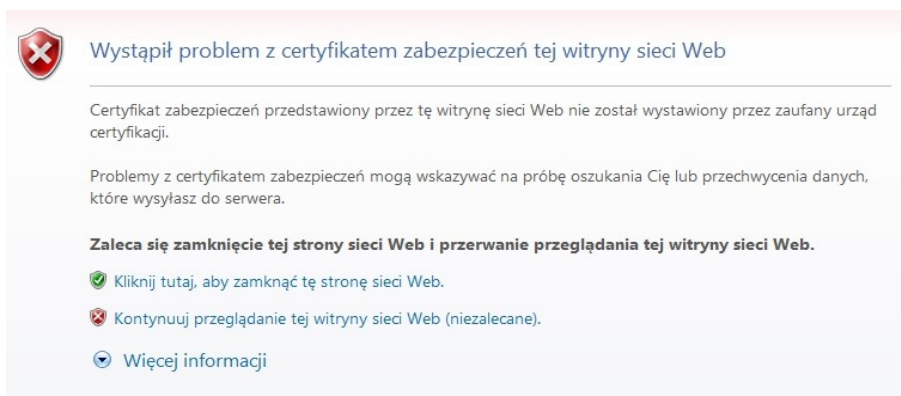 Wystąpił problem z certyfikatem zabezpieczeń tej witryny sieci Web
Certyfikat zabezpieczeń przedstawiony przez tę witrynę sieci Web nie został wystawiony przez zaufany urząd
certyfikacji.
Problemy z certyfikatem zabezpieczeń mogą wskazywać na próbę oszukania Cię lub przechwycenia danych,
które wysyłasz do serwera.
Zaleca się zamknięcie tej strony sieci Web i przerwanie przeglądania tej witryny sieci Web.
Kliknij tutaj, aby zamknąć tę stronę sieci Web.
Kontynuuj przeglądanie tej witryny sieci Web (niezalecane).
Więcej informacji